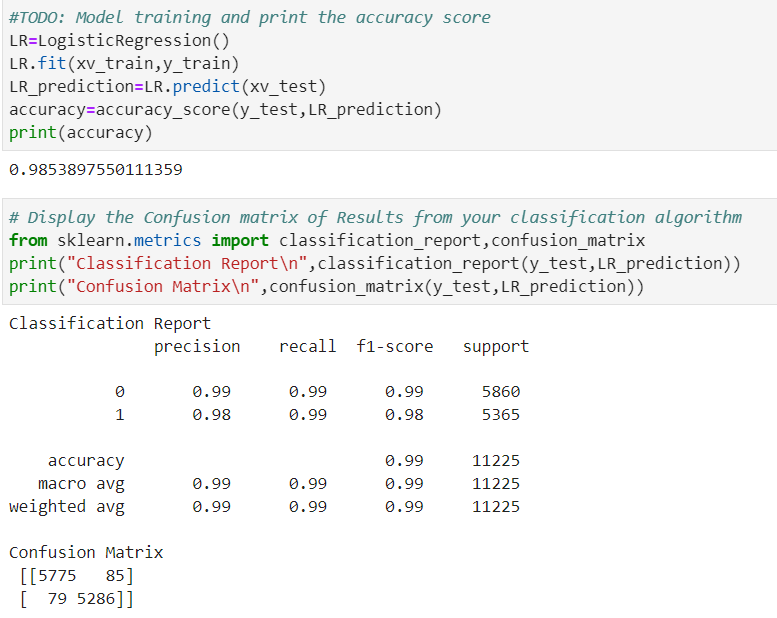 #TODO: Model training and print the accuracy score
LR=LogisticRegression()
LR.fit(xv_train,y_train)
LR_prediction=LR.predict(xv_test)
accuracy=accuracy_score(y_test,LR_prediction)
print(accuracy)
0.9853897550111359
# Display the Confusion matrix of Results from your classification algorithm
from sklearn.metrics import classification_report,confusion_matrix
print("Classification Report\n",classification_report(y_test,LR_prediction))
print("Confusion Matrix\n",confusion_matrix(y_test,LR_prediction))
Classification Report
precision recall f1-score support
0 0.99 0.99 0.99 5860
1 0.98 0.99 0.98 5365
accuracy 0.99 11225
macro avg 0.99 0.99 0.99 11225
weighted avg 0.99 0.99 0.99 11225
Confusion Matrix
[[5775 85]
[ 79 5286]]